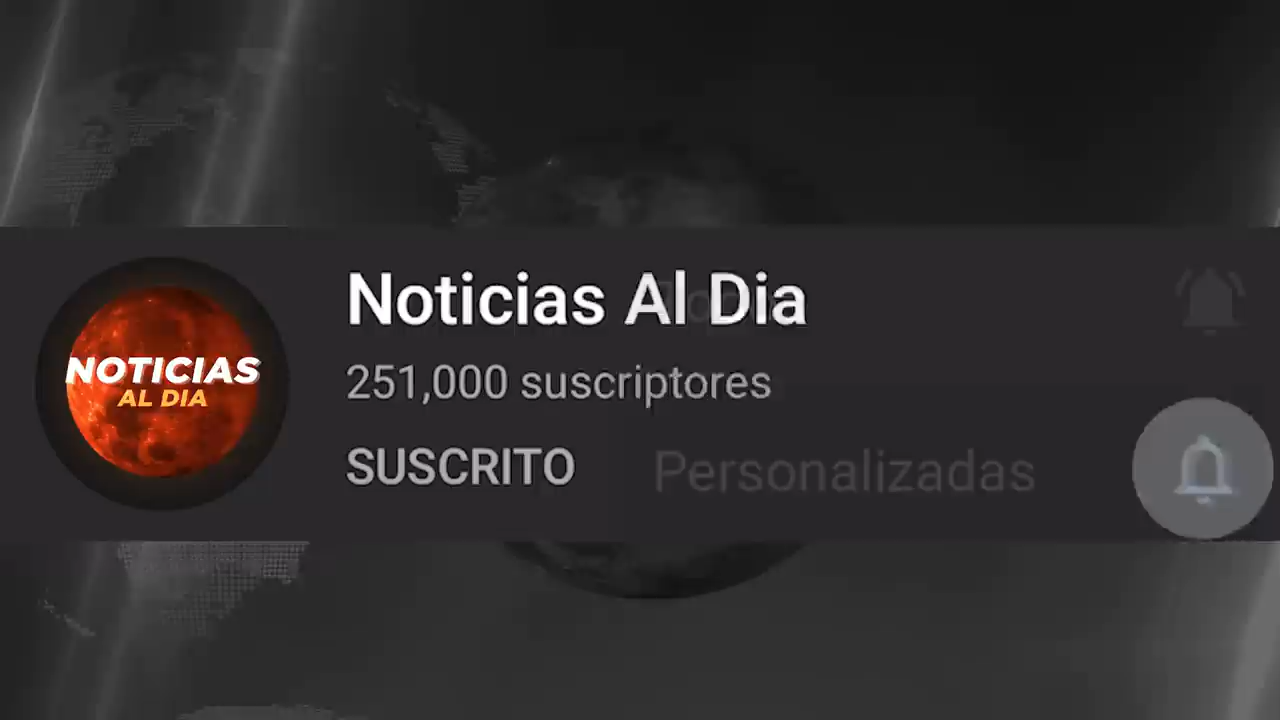 Noticias Al Dia
251,000 suscriptores
NOTICIAS
AL DIA
SUSCRITO
Personalizadas